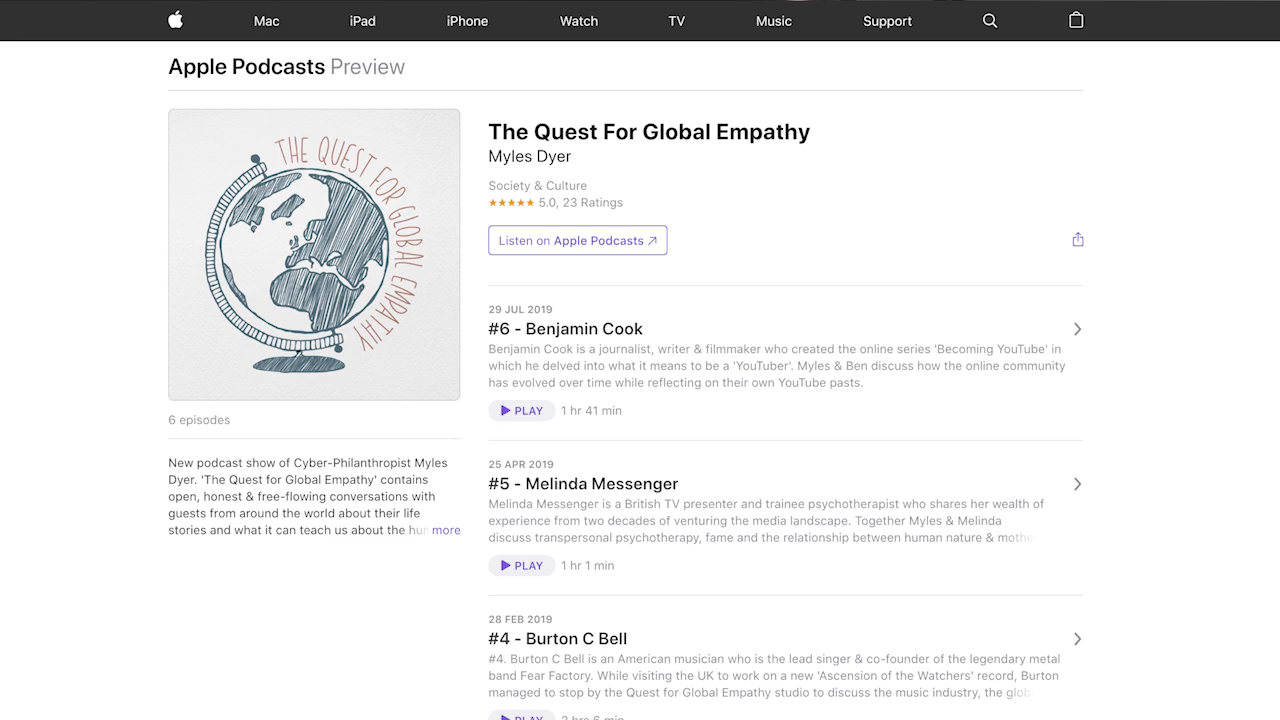 Mac iPad iPhone Watch TV Music Support
Apple Podcasts Preview
THE QUEST FOR GLOBAL EMPATHY
6 episodes
New podcast show of Cyber-Philanthropist Myles
Dyer. 'The Quest for Global Empathy' contains
open, honest & free-flowing conversations with
guests from around the world about their life
stories and what it can teach us about the more
The Quest For Global Empathy
Myles Dyer
Society & Culture
★★★★★ 5.0, 23 Ratings
Listen on Apple Podcasts ↗
29 JUL 2019
#6 - Benjamin Cook
Benjamin Cook is a journalist, writer & filmmaker who created the online series 'Becoming YouTube' in
which he delved into what it means to be a 'YouTuber'. Myles & Ben discuss how the online community
has evolved over time while reflecting on their own YouTube pasts.
PLAY 1 hr 41 min
25 APR 2019
#5 - Melinda Messenger
Melinda Messenger is a British TV presenter and trainee psychotherapist who shares her wealth of
experience from two decades of venturing the media landscape. Together Myles & Melinda
discuss transpersonal psychotherapy, fame and the relationship between human nature & mothe
PLAY 1 hr 1 min
28 FEB 2019
#4 - Burton C Bell
#4. Burton C Bell is an American musician who is the lead singer & co-founder of the legendary metal
band Fear Factory. While visiting the UK to work on a new 'Ascension of the Watchers' record, Burton
managed to stop by the Quest for Global Empathy studio to discuss the music industry, the glob
PLAY 2 hrs 6 min